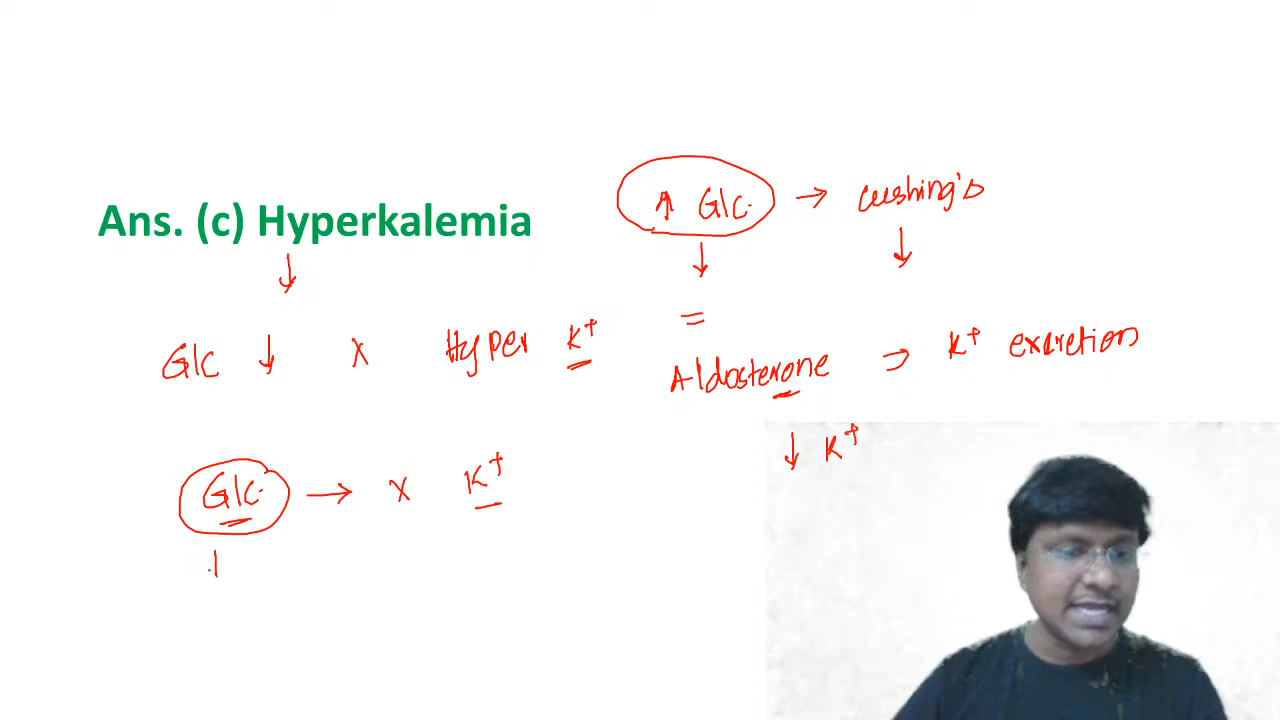 Ans. (c) Hyperkalemia
↑ Glc. → cushing's
↓ ↓
↓
=
Glc ↓ x Hyper K+
Aldosterone ⇒ K+ excretion
↓ K+
Glc. → x K+